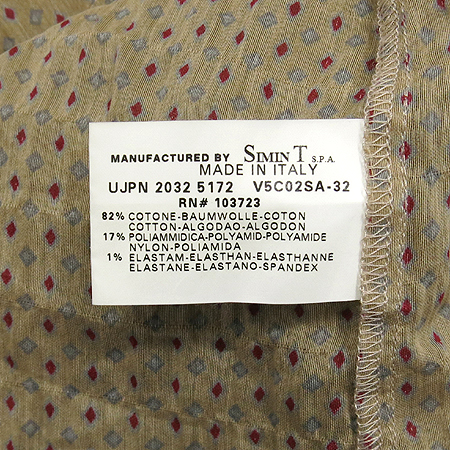 MANUFACTURED BY SIMIN T S.P.A.
MADE IN ITALY
UJPN 2032 5172 V5C02SA-32
RN# 103723
82% COTONE-BAUMWOLLE-COTON
COTTON-ALGODAO-ALGODON
17% POLIAMMIDICA-POLYAMID-POLYAMIDE
NYLON-POLIAMIDA
1% ELASTAM-ELASTHAN-ELASTHANNE
ELASTANE-ELASTANO-SPANDEX